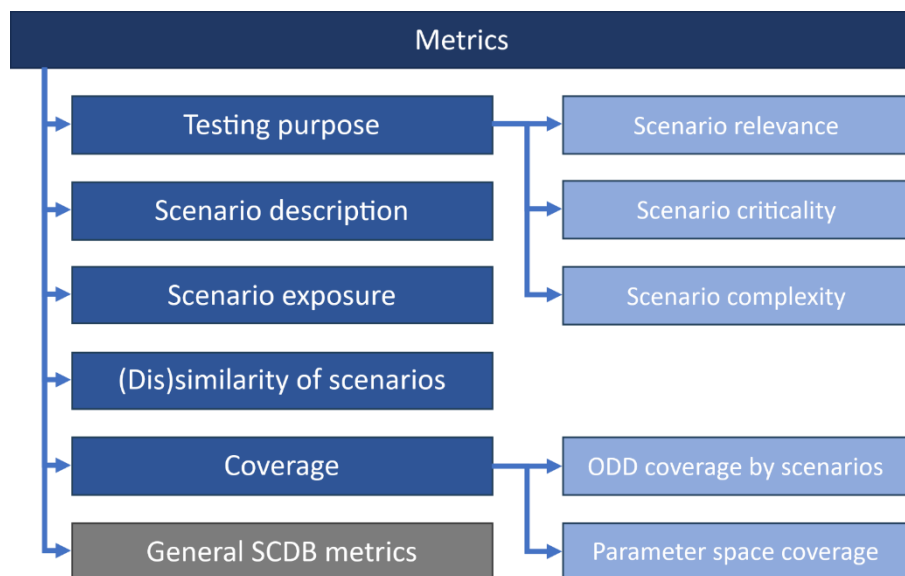 Metrics
Testing purpose
Scenario relevance
Scenario description
Scenario criticality
Scenario exposure
Scenario complexity
(Dis)similarity of scenarios
Coverage
ODD coverage by scenarios
General SCDB metrics
Parameter space coverage